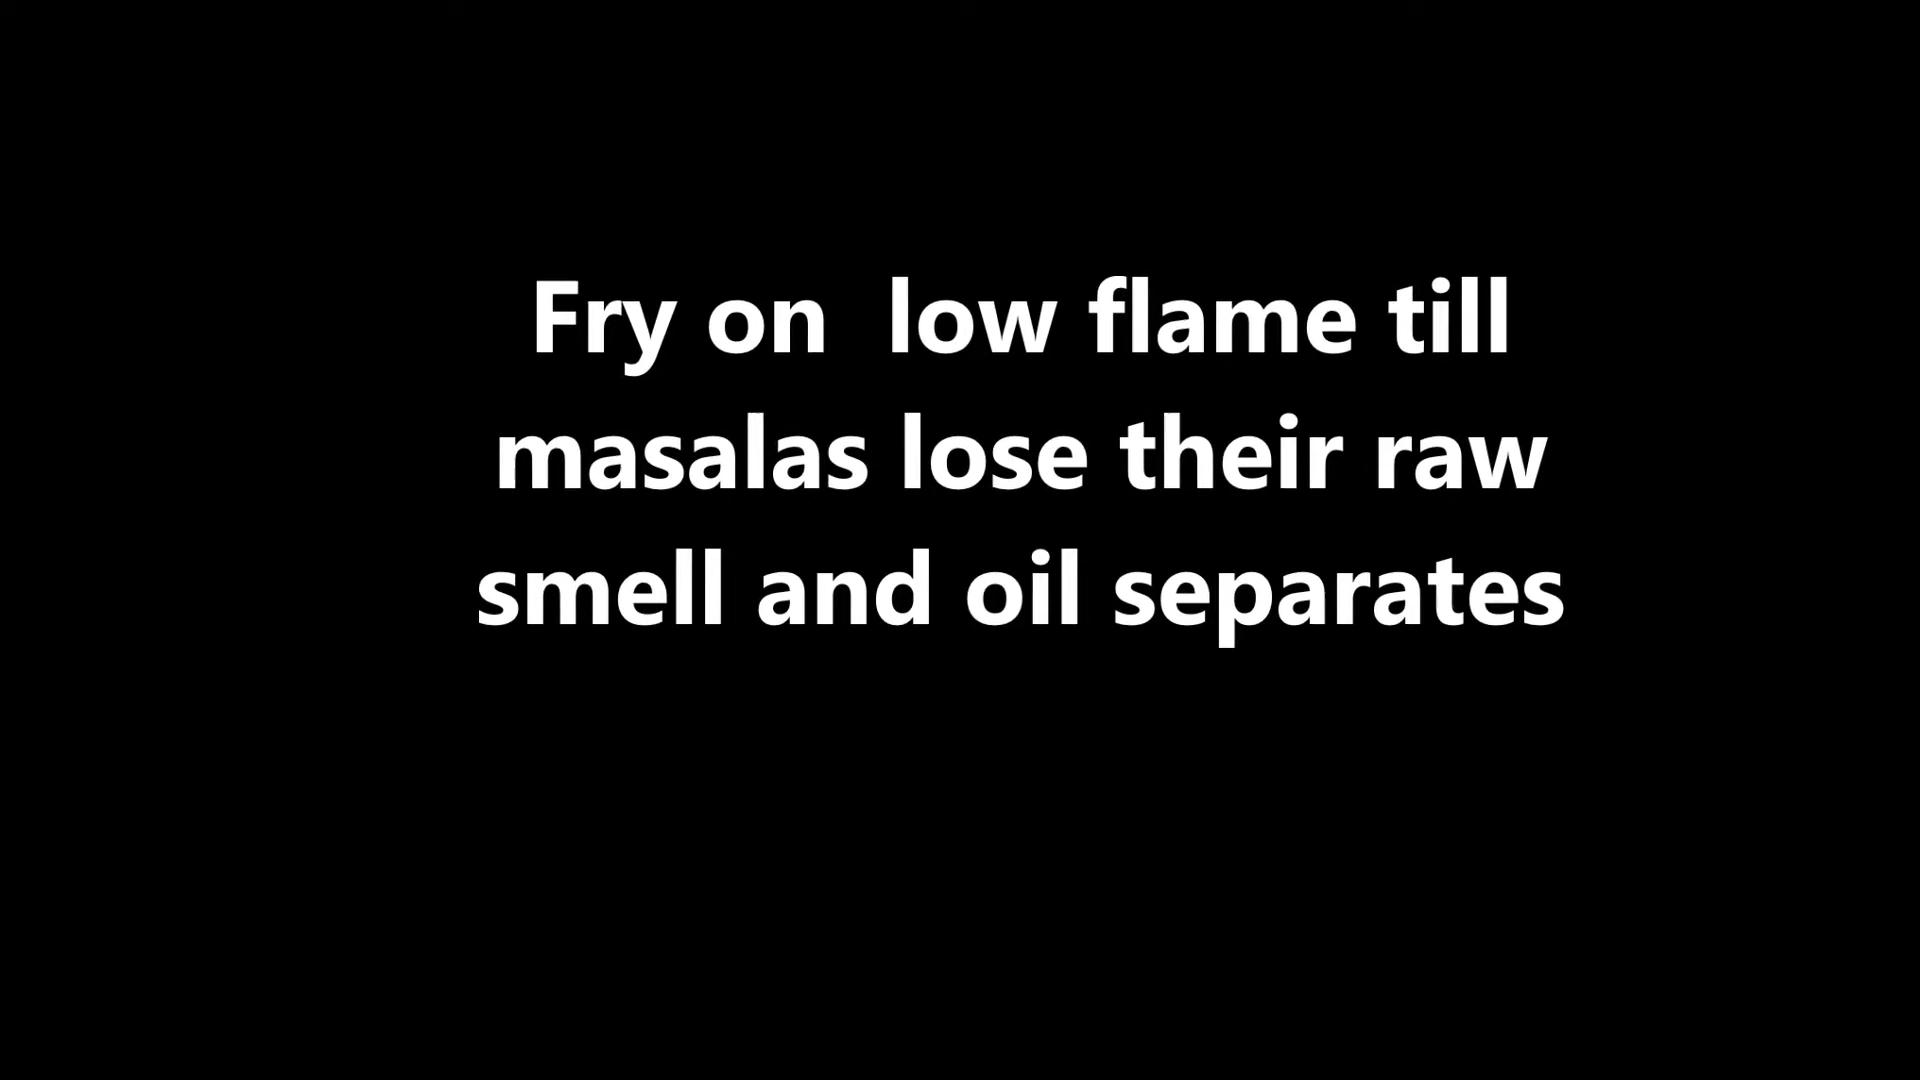 Fry on  low flame till
masalas lose their raw
smell and oil separates